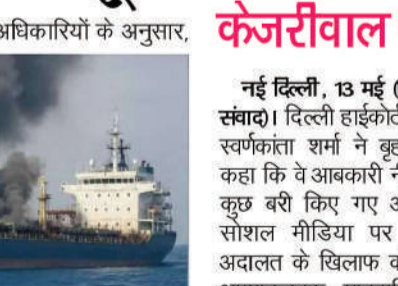 अधिकारियों के अनुसार,
केजरीवाल
नई दिल्ली, 13 मई (
संवाद)। दिल्ली हाईकोर्ट
स्वर्णकांता शर्मा ने बृह
कहा कि वे आबकारी नी
कुछ बरी किए गए अ
सोशल मीडिया पर
अदालत के खिलाफ क